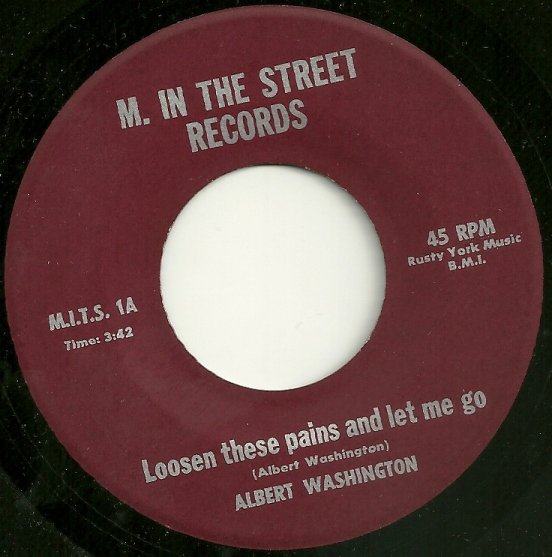 M. IN THE STREET
RECORDS
45 RPM
Rusty York Music
B.M.I.
M.I.T.S. 1A
Time: 3:42
Loosen these pains and let me go
(Albert Washington)
ALBERT WASHINGTON